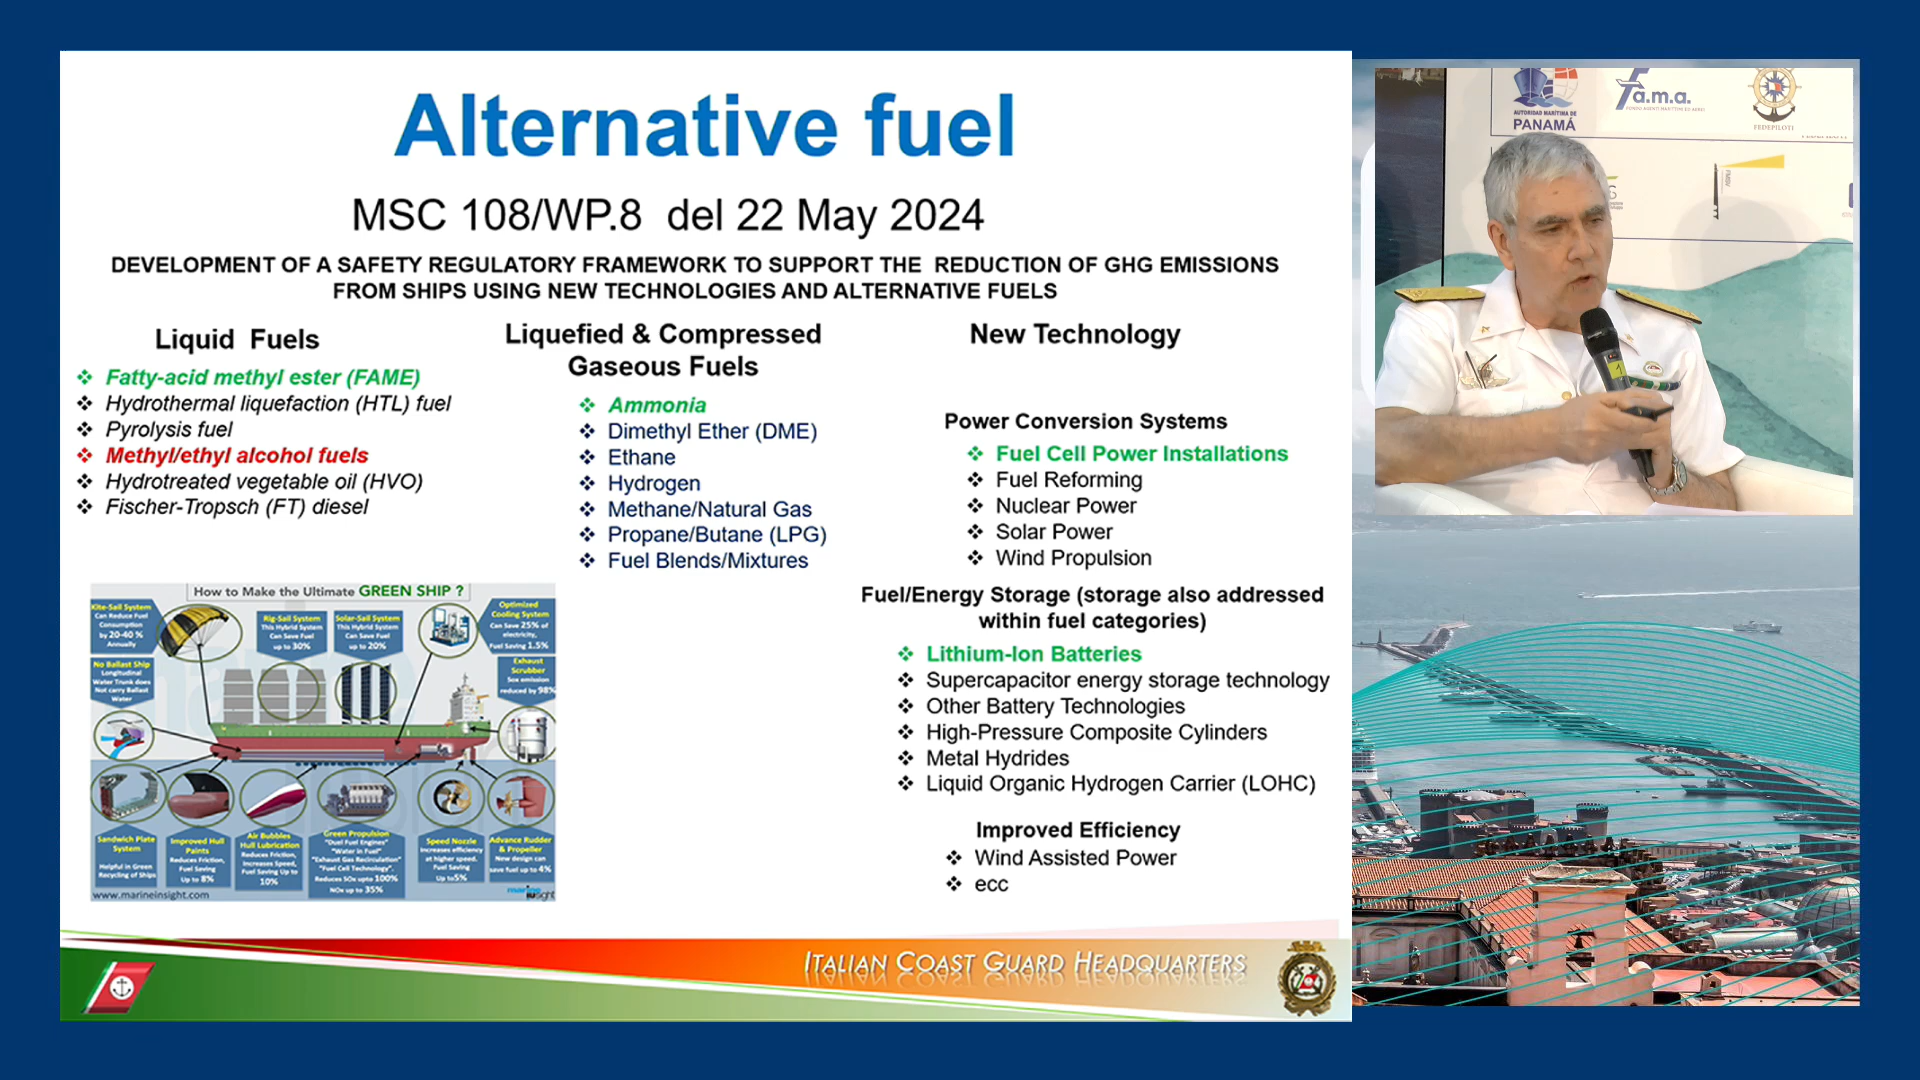 Alternative fuel
MSC 108/WP.8 del 22 May 2024
DEVELOPMENT OF A SAFETY REGULATORY FRAMEWORK TO SUPPORT THE REDUCTION OF GHG EMISSIONS
FROM SHIPS USING NEW TECHNOLOGIES AND ALTERNATIVE FUELS
Liquid Fuels
Fatty-acid methyl ester (FAME)
Hydrothermal liquefaction (HTL) fuel
Pyrolysis fuel
Methyl/ethyl alcohol fuels
Hydrotreated vegetable oil (HVO)
Fischer-Tropsch (FT) diesel
Liquefied & Compressed
Gaseous Fuels
Ammonia
Dimethyl Ether (DME)
Ethane
Hydrogen
Methane/Natural Gas
Propane/Butane (LPG)
Fuel Blends/Mixtures
New Technology
Power Conversion Systems
Fuel Cell Power Installations
Fuel Reforming
Nuclear Power
Solar Power
Wind Propulsion
Fuel/Energy Storage (storage also addressed
within fuel categories)
Lithium-Ion Batteries
Supercapacitor energy storage technology
Other Battery Technologies
High-Pressure Composite Cylinders
Metal Hydrides
Liquid Organic Hydrogen Carrier (LOHC)
Improved Efficiency
Wind Assisted Power
ecc
How to Make the Ultimate GREEN SHIP ?
Kite-Sail System
Can Reduce Fuel
Consumption
by 20-40 %
Annually
Rig-Sail System
This Hybrid System
Can Save Fuel
up to 30%
Solar-Sail System
This Hybrid System
Can Save Fuel
up to 20%
Optimized
Cooling System
Can Save 25% of
electricity,
Fuel Saving 1.5%
No Ballast Ship
Longitudinal
Water Trunk does
Not carry Ballast
Water
Exhaust
Scrubber
Sox emission
reduced by 98%
Sandwich Plate
System
Helpful in Green
Recycling of Ships
Improved Hull
Paints
Reduces Friction,
Fuel Saving
Up to 8%
Air Bubbles
Hull Lubrication
Reduces Friction,
Increases Speed,
Fuel Saving Up to
10%
Green Propulsion
"Duel Fuel Engines"
"Water in Fuel"
"Exhaust Gas Recirculation"
"Fuel Cell Technology".
Reduces SOx upto 100%
NOx up to 35%
Speed Nozzle
Increases efficiency
at higher speed.
Fuel Saving
Up to 5%
Advance Rudder
& Propeller
New design can
save fuel up to 4%
www.marineinsight.com
marine
insight
ITALIAN COAST GUARD HEADQUARTERS
AUTORIDAD MARÍTIMA DE
PANAMÁ
Fa.m.a.
FEDEPILOTI
1